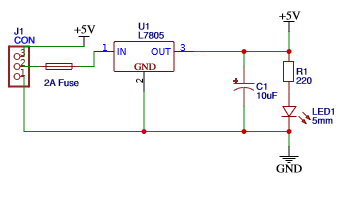 +5V
+5V
J1
CON
3
2
1
U1
L7805
1
IN
OUT
3
GND
2
2A Fuse
+
C1
10uF
R1
220
LED1
5mm
GND